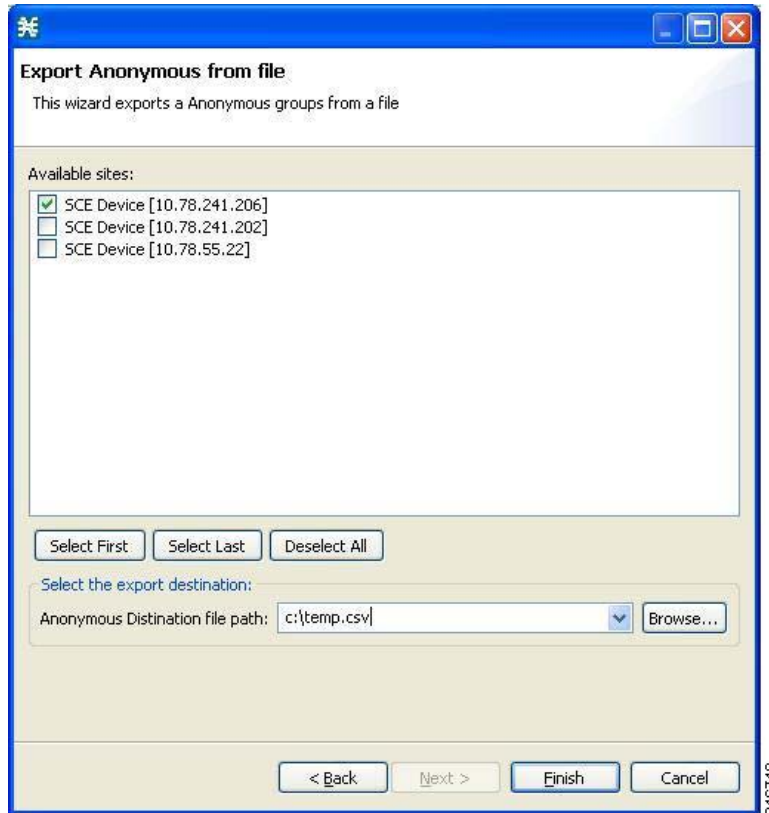 Export Anonymous from file
This wizard exports a Anonymous groups from a file
Available sites:
SCE Device [10.78.241.206]
SCE Device [10.78.241.202]
SCE Device [10.78.55.22]
Select First Select Last Deselect All
Select the export destination:
Anonymous Distination file path: c:\temp.csv Browse...
< Back Next > Finish Cancel